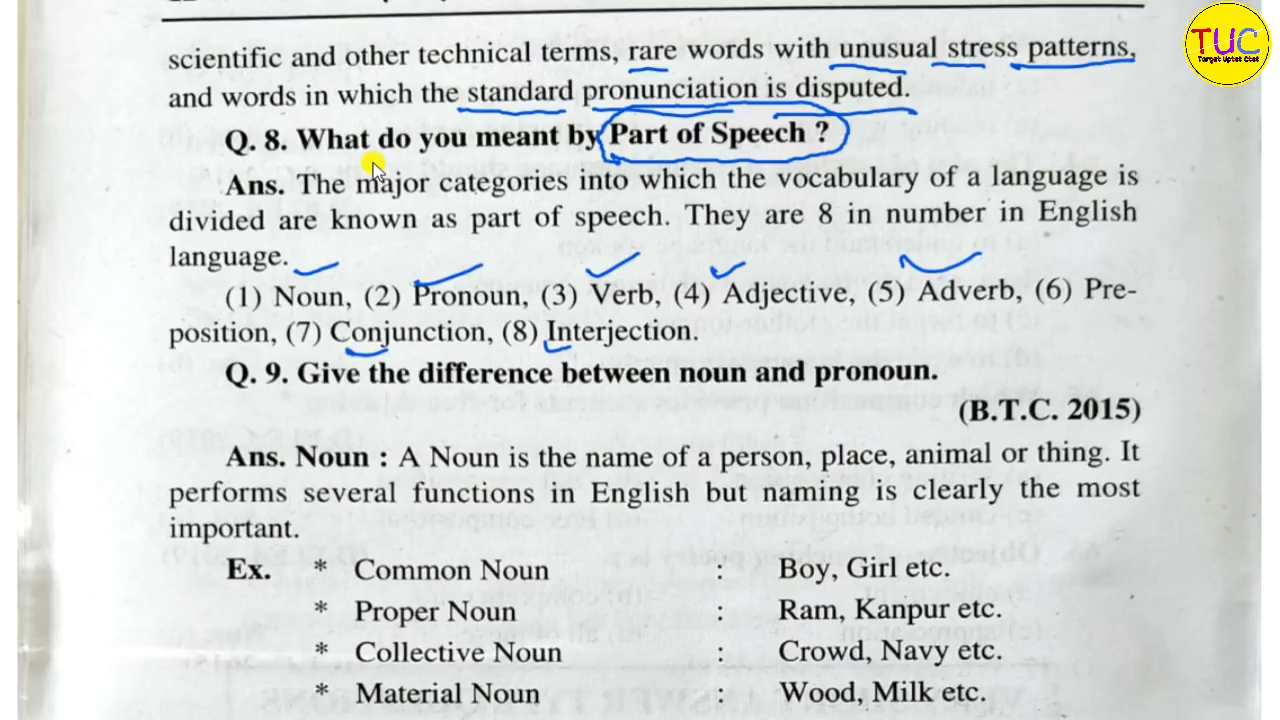 scientific and other technical terms, rare words with unusual stress patterns,
and words in which the standard pronunciation is disputed.
Q. 8. What do you meant by Part of Speech ?
Ans. The major categories into which the vocabulary of a language is
divided are known as part of speech. They are 8 in number in English
language.
(1) Noun, (2) Pronoun, (3) Verb, (4) Adjective, (5) Adverb, (6) Pre-
position, (7) Conjunction, (8) Interjection.
Q. 9. Give the difference between noun and pronoun.
(B.T.C. 2015)
Ans. Noun : A Noun is the name of a person, place, animal or thing. It
performs several functions in English but naming is clearly the most
important.
Ex. * Common Noun : Boy, Girl etc.
* Proper Noun : Ram, Kanpur etc.
* Collective Noun : Crowd, Navy etc.
* Material Noun : Wood, Milk etc.
TUC
Target Uptet Ctet